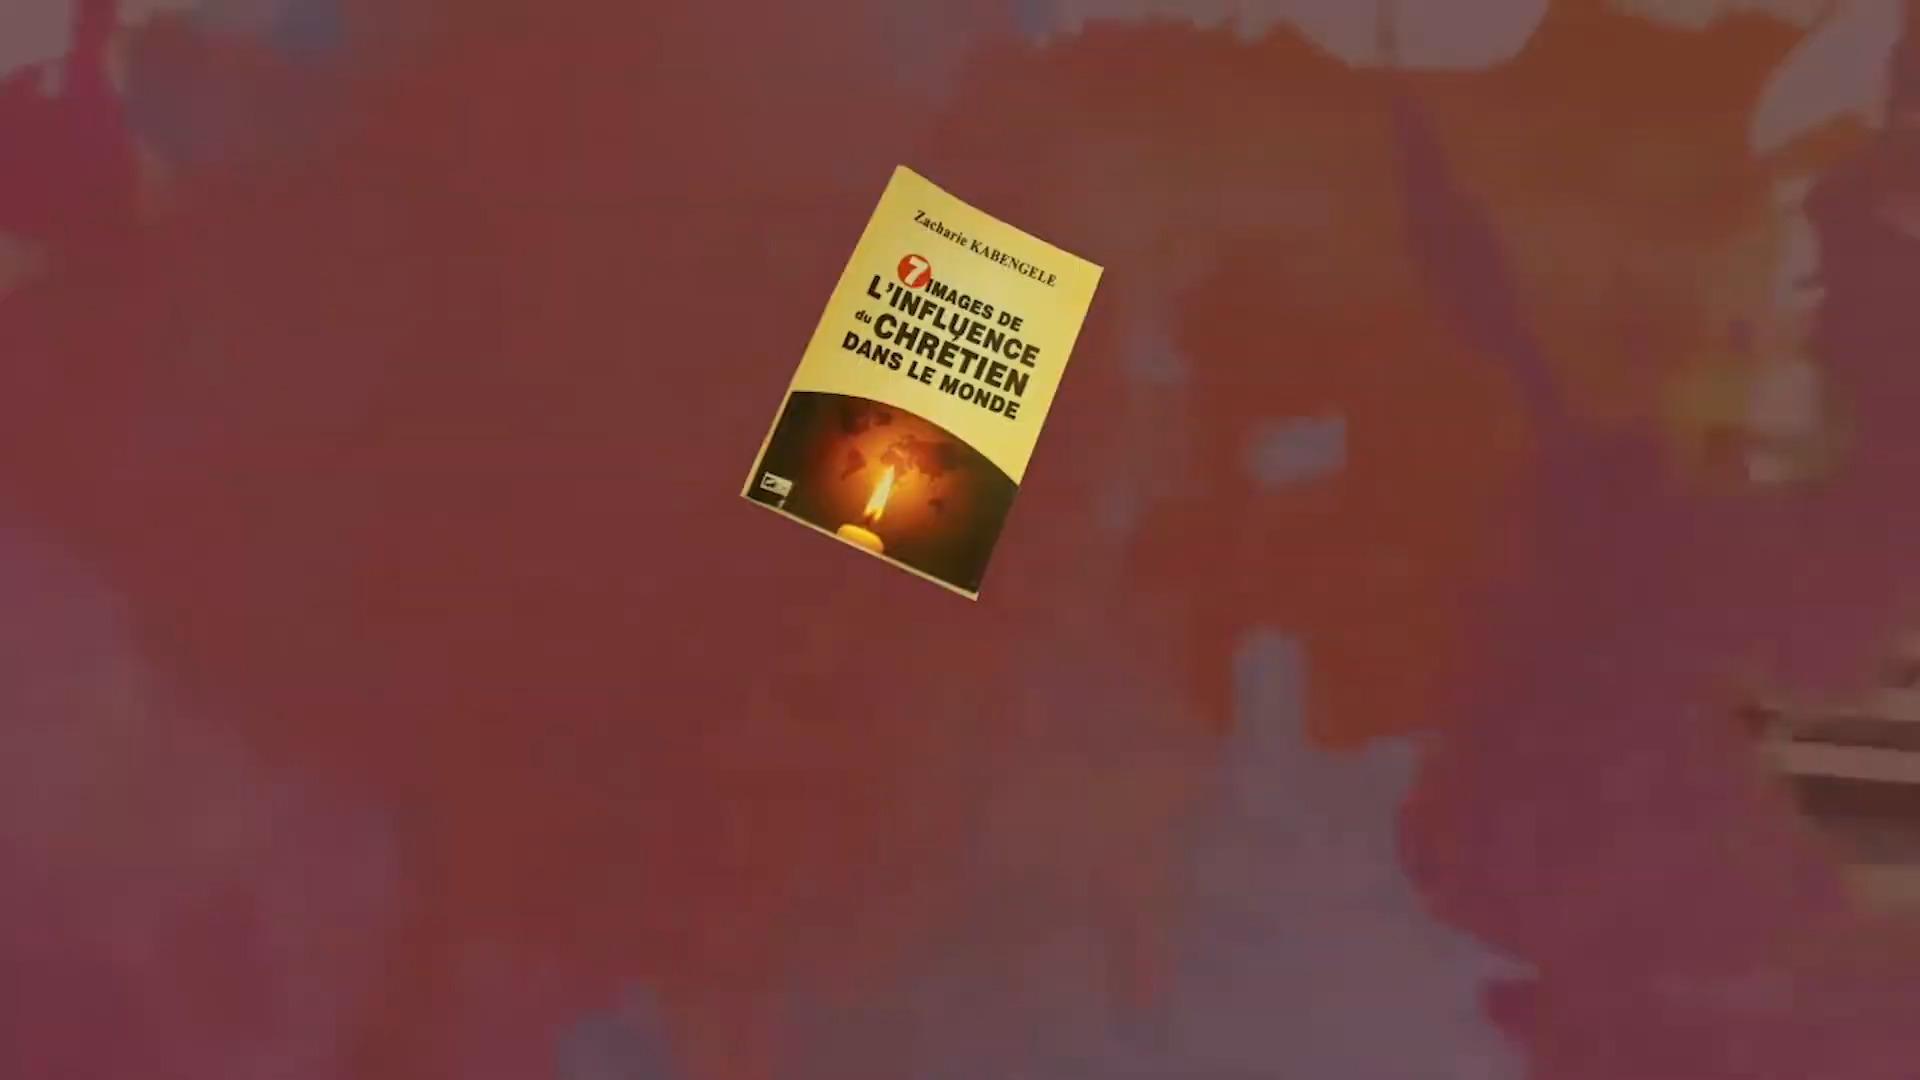 Zacharie KABENGELE
7 IMAGES DE
L'INFLUENCE
du CHRÉTIEN
DANS LE MONDE